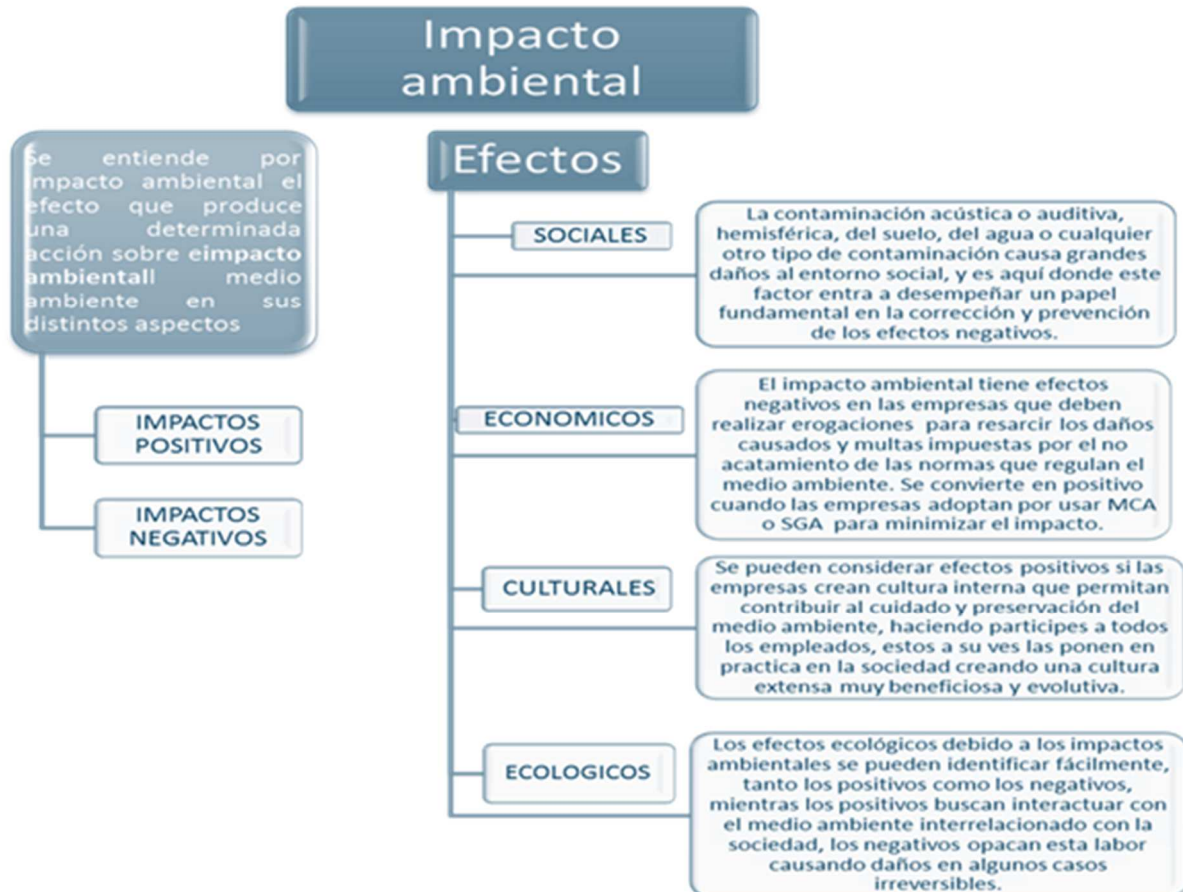 Impacto
ambiental
Se entiende por
impacto ambiental el
efecto que produce
una determinada
acción sobre eimpacto
ambientall medio
ambiente en sus
distintos aspectos
IMPACTOS
POSITIVOS
IMPACTOS
NEGATIVOS
Efectos
SOCIALES
La contaminación acústica o auditiva,
hemisférica, del suelo, del agua o cualquier
otro tipo de contaminación causa grandes
daños al entorno social, y es aquí donde este
factor entra a desempeñar un papel
fundamental en la corrección y prevención
de los efectos negativos.
ECONOMICOS
El impacto ambiental tiene efectos
negativos en las empresas que deben
realizar erogaciones para resarcir los daños
causados y multas impuestas por el no
acatamiento de las normas que regulan el
medio ambiente. Se convierte en positivo
cuando las empresas adoptan por usar MCA
o SGA para minimizar el impacto.
CULTURALES
Se pueden considerar efectos positivos si las
empresas crean cultura interna que permitan
contribuir al cuidado y preservación del
medio ambiente, haciendo participes a todos
los empleados, estos a su ves las ponen en
practica en la sociedad creando una cultura
extensa muy beneficiosa y evolutiva.
ECOLOGICOS
Los efectos ecológicos debido a los impactos
ambientales se pueden identificar fácilmente,
tanto los positivos como los negativos,
mientras los positivos buscan interactuar con
el medio ambiente interrelacionado con la
sociedad, los negativos opacan esta labor
causando daños en algunos casos
irreversibles.